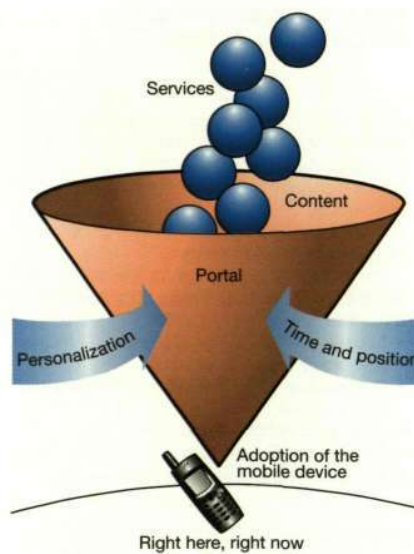 Services
Content
Portal
Personalization
Time and position
Adoption of the
mobile device
Right here, right now